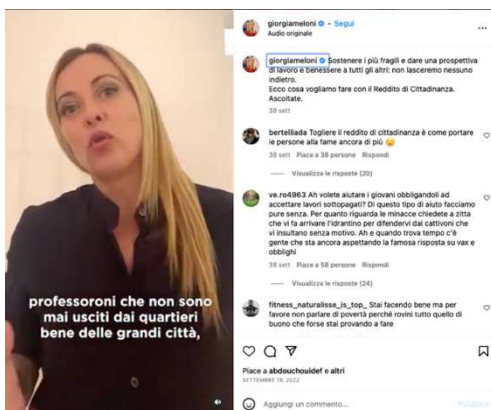 professoroni che non sono
mai usciti dai quartieri
bene delle grandi città,
giorgiameloni • Segui
Audio originale
giorgiameloni Sostenere i più fragili e dare una prospettiva
di lavoro e benessere a tutti gli altri: non lasceremo nessuno
indietro.
Ecco cosa vogliamo fare con il Reddito di Cittadinanza.
Ascoltate.
38 sett
bertelliada Togliere il reddito di cittadinanza è come portare
le persone alla fame ancora di più
38 sett Piace a 38 persone Rispondi
Visualizza le risposte (20)
ve.ro4963 Ah volete aiutare i giovani obbligandoli ad
accettare lavori sottopagati? Di questo tipo di aiuto facciamo
pure senza. Per quanto riguarda le minacce chiedete a zitta
che vi fa arrivare l'idrantino per difendervi dai cattivoni che
vi insultano senza motivo. Ah e quando trova tempo c'è
gente che sta ancora aspettando la famosa risposta su vax e
obblighi
38 sett Piace a 58 persone Rispondi
Visualizza le risposte (24)
fitness_naturalisse_is_top_ Stai facendo bene ma per
favore non parlare di povertà perché rovini tutto quello di
buono che forse stai provando a fare
Piace a abdouchouidef e altri
SETTEMBRE 18, 2022
Aggiungi un commento...
Pubblica